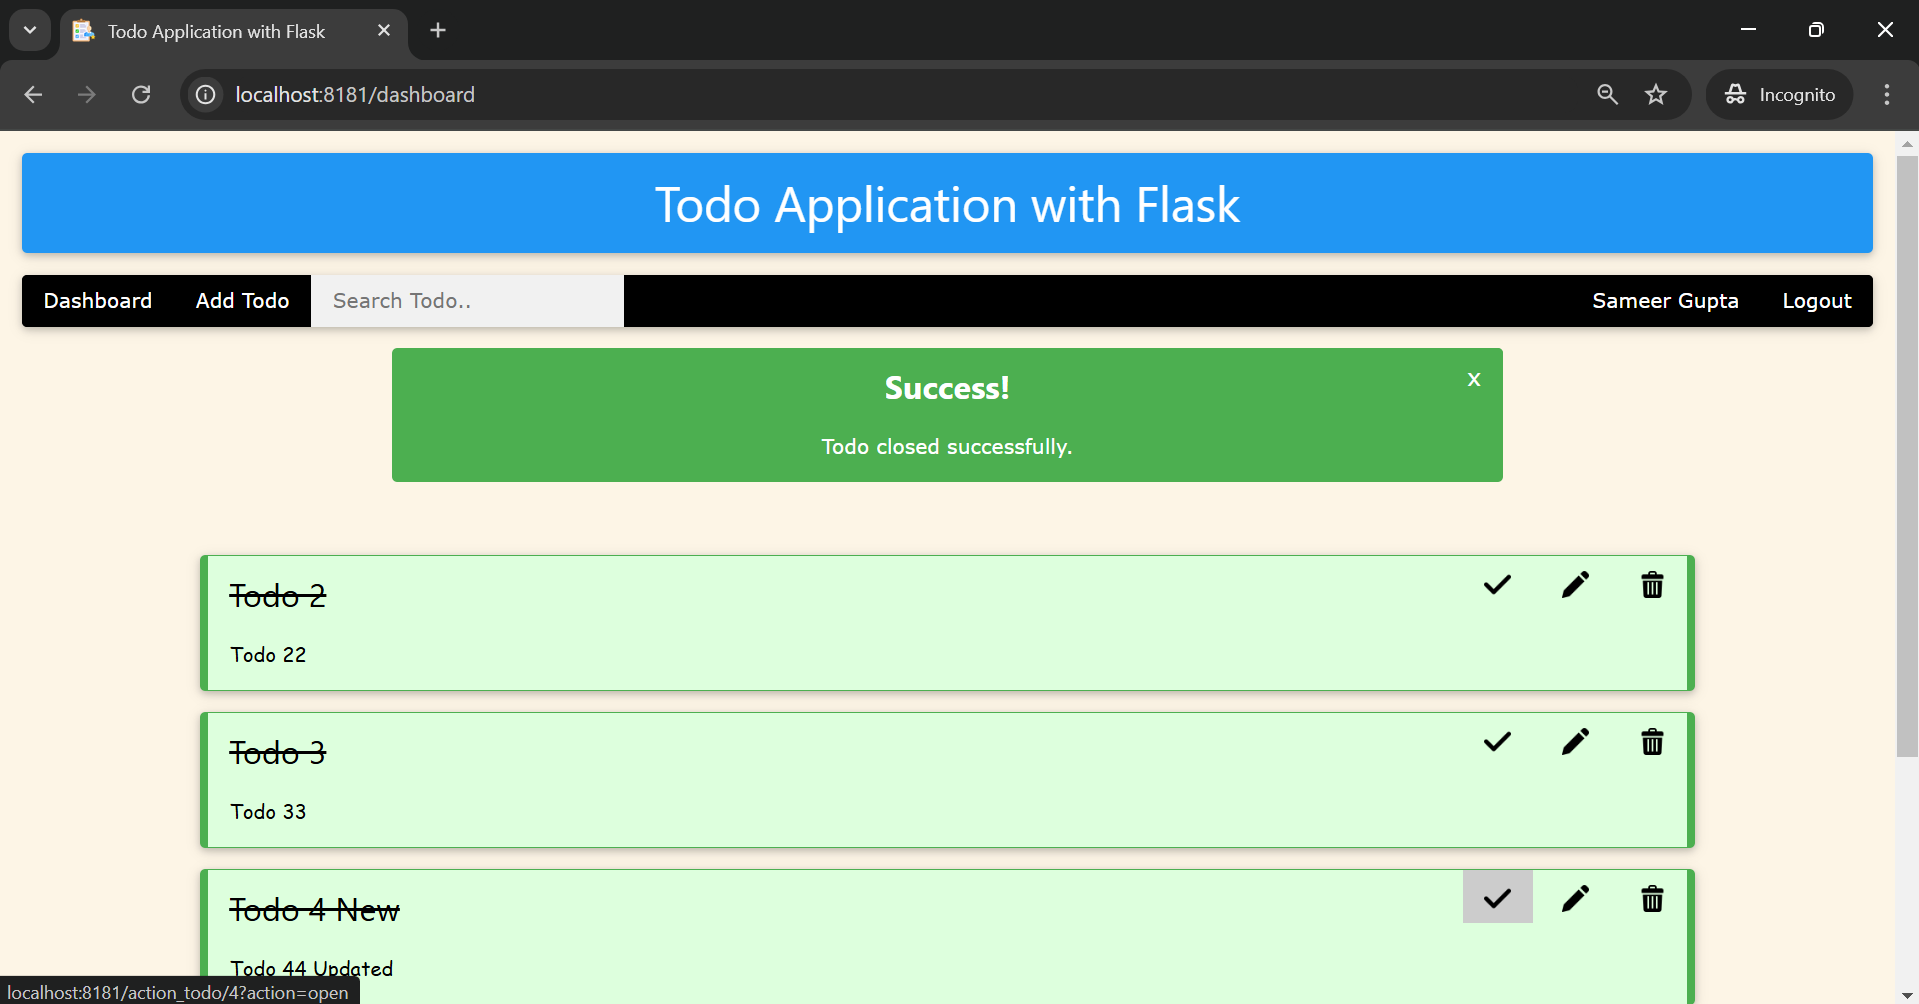 Todo Application with Flask
localhost:8181/dashboard
Incognito
Todo Application with Flask
Dashboard Add Todo Search Todo.. Sameer Gupta Logout
Success!
x
Todo closed successfully.
Todo 2
Todo 22
Todo 3
Todo 33
Todo 4 New
Todo 44 Updated
localhost:8181/action_todo/4?action=open